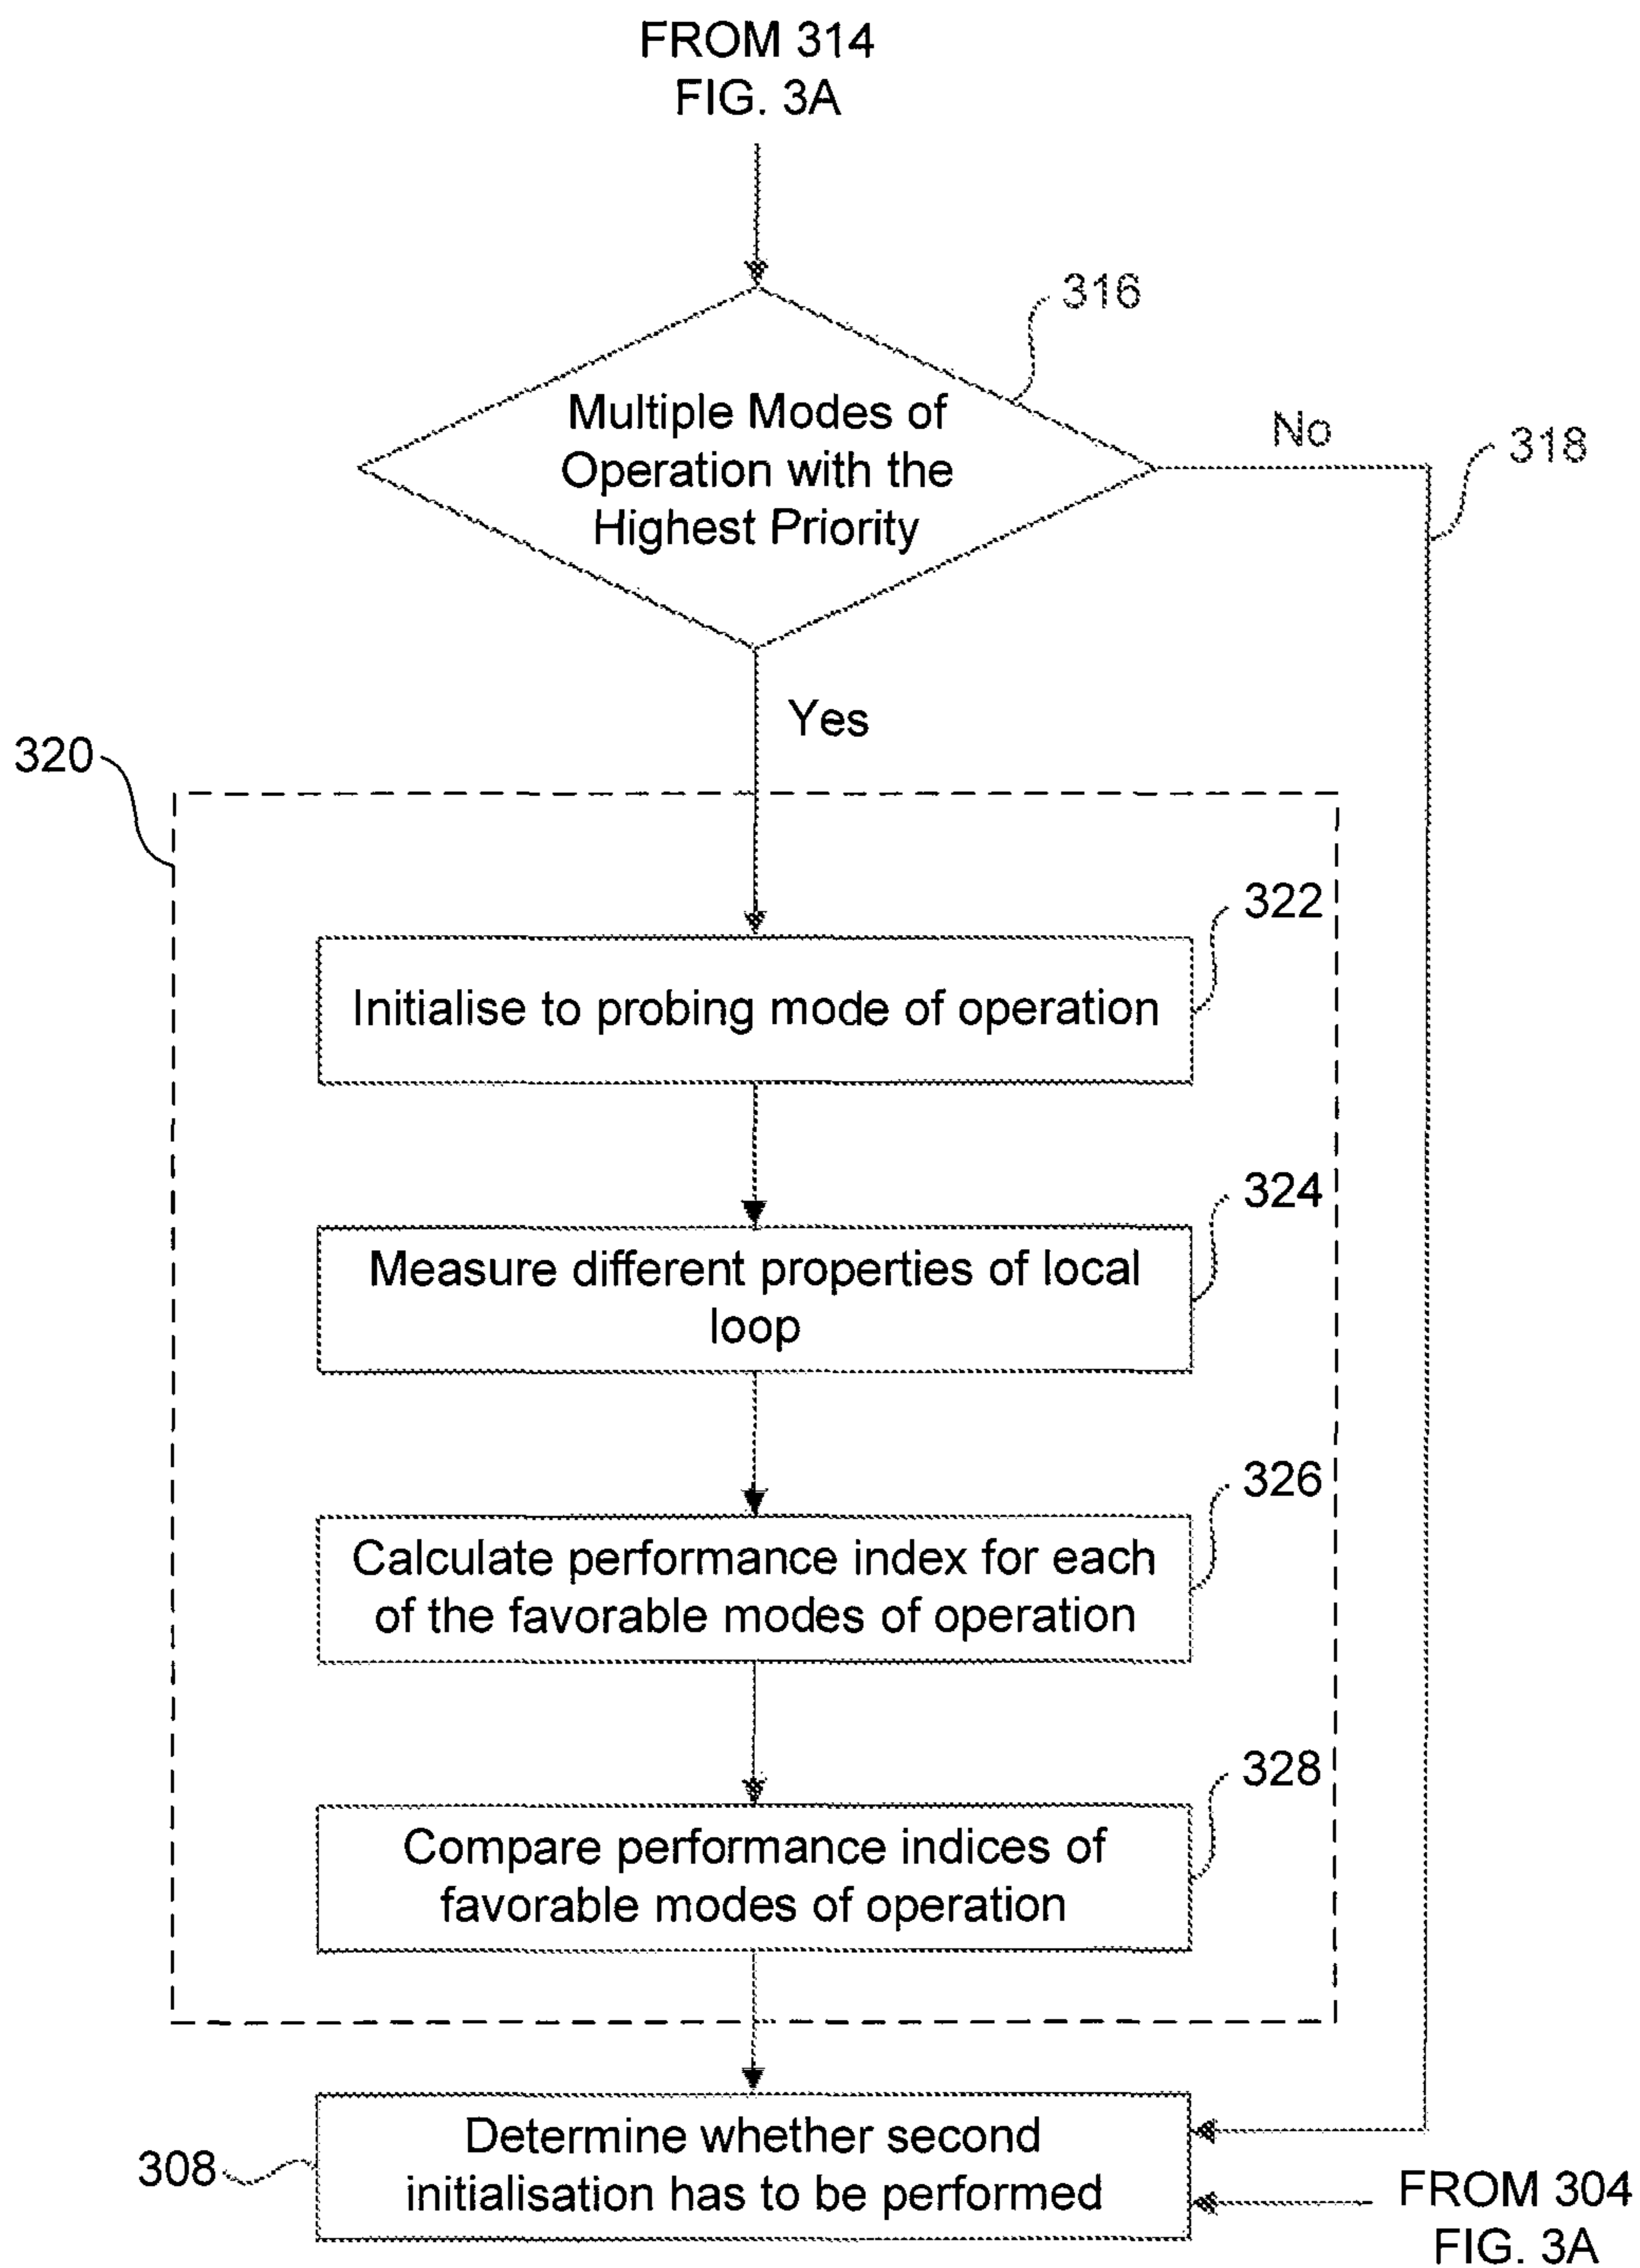 FROM 314
FIG. 3A
316
Multiple Modes of
Operation with the
Highest Priority
No
318
Yes
320
322
Initialise to probing mode of operation
324
Measure different properties of local
loop
326
Calculate performance index for each
of the favorable modes of operation
328
Compare performance indices of
favorable modes of operation
308
Determine whether second
initialisation has to be performed
FROM 304
FIG. 3A